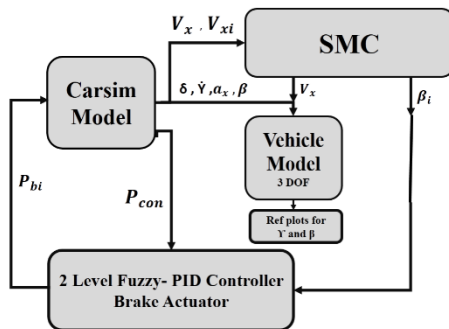 V_x , V_xi
SMC
Carsim
Model
δ , Ϋ , a_x , β
V_x
β_i
Vehicle
Model
3 DOF
P_bi
P_con
Ref plots for
ϒ and β
2 Level Fuzzy- PID Controller
Brake Actuator